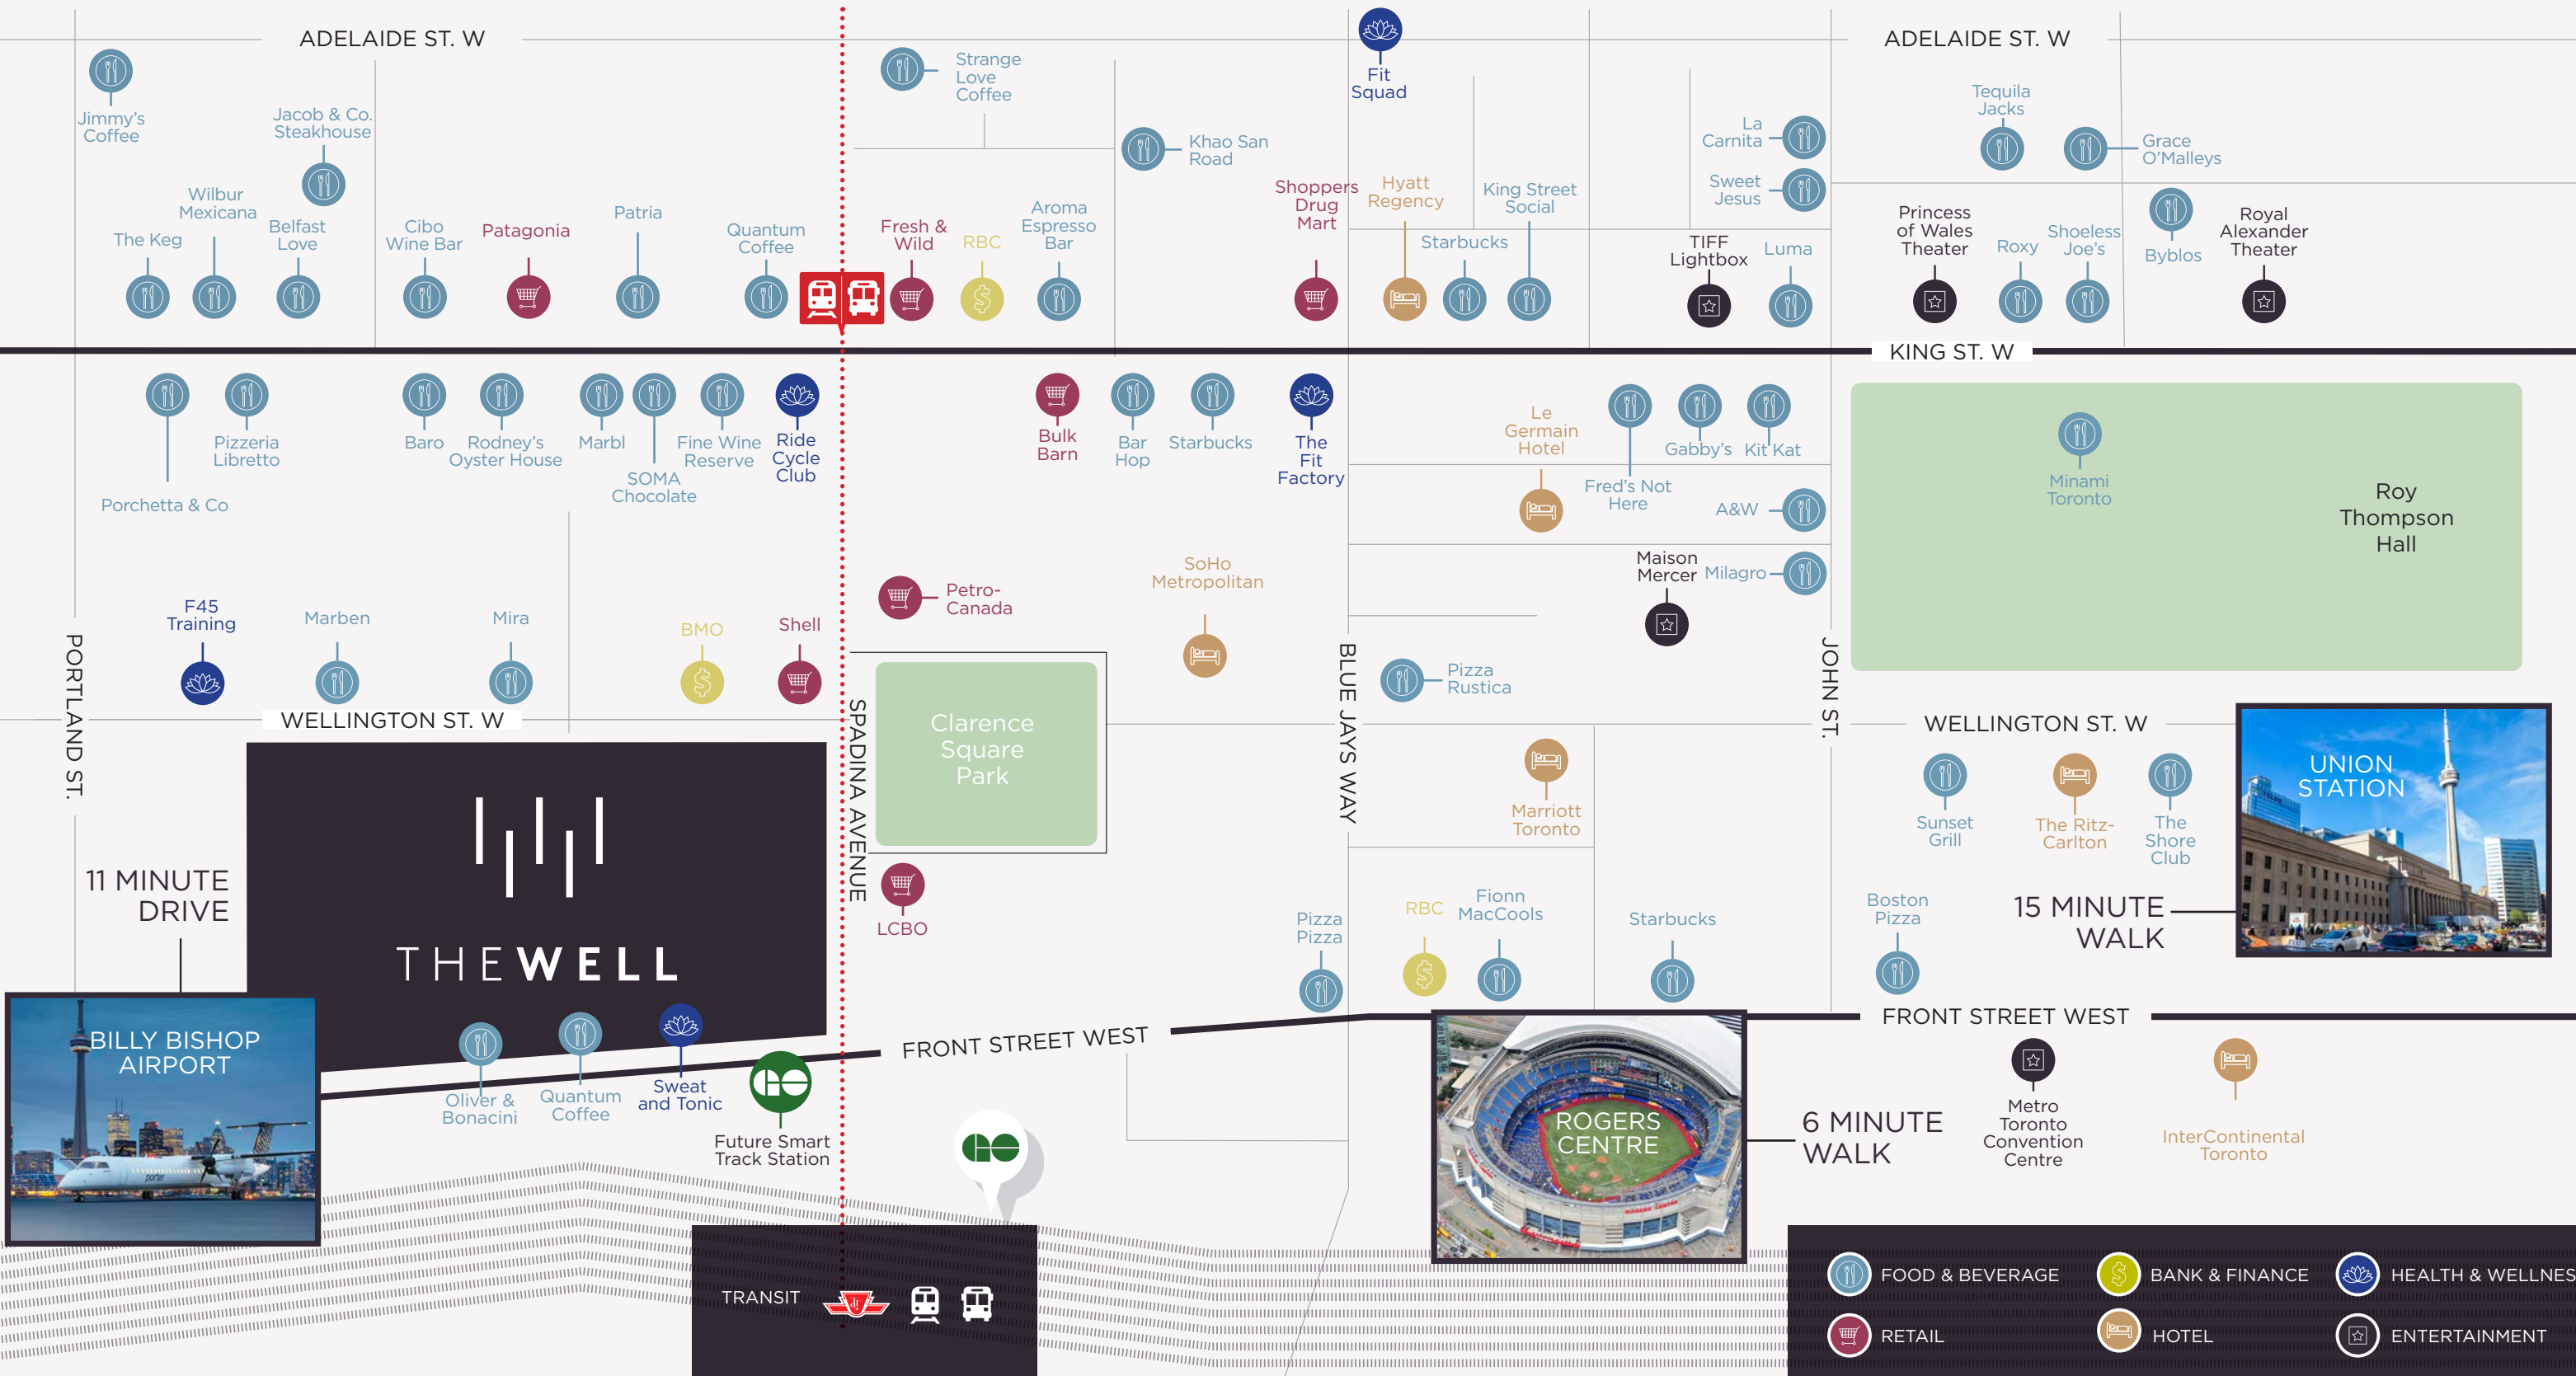 ADELAIDE ST. W
ADELAIDE ST. W
Jimmy's
Coffee
Jacob & Co.
Steakhouse
Strange
Love
Coffee
Fit
Squad
Khao San
Road
La
Carnita
Sweet
Jesus
Tequila
Jacks
Grace
O'Malleys
The Keg
Wilbur
Mexicana
Belfast
Love
Cibo
Wine Bar
Patagonia
Patria
Quantum
Coffee
Fresh &
Wild
RBC
Aroma
Espresso
Bar
Shoppers
Drug
Mart
Hyatt
Regency
Starbucks
King Street
Social
TIFF
Lightbox
Luma
Princess
of Wales
Theater
Roxy
Shoeless
Joe's
Byblos
Royal
Alexander
Theater
KING ST. W
Porchetta & Co
Pizzeria
Libretto
Baro
Rodney's
Oyster House
Marbl
SOMA
Chocolate
Fine Wine
Reserve
Ride
Cycle
Club
Bulk
Barn
Bar
Hop
Starbucks
The
Fit
Factory
Le
Germain
Hotel
Fred's Not
Here
Gabby's
Kit Kat
A&W
Minami
Toronto
Roy
Thompson
Hall
F45
Training
Marben
Mira
BMO
Shell
Petro-
Canada
SoHo
Metropolitan
Maison
Mercer
Milagro
Pizza
Rustica
PORTLAND ST.
WELLINGTON ST. W
SPADINA AVENUE
BLUE JAYS WAY
JOHN ST.
WELLINGTON ST. W
Clarence
Square
Park
THEWELL
LCBO
Marriott
Toronto
Sunset
Grill
The Ritz-
Carlton
The
Shore
Club
UNION
STATION
15 MINUTE
WALK
11 MINUTE
DRIVE
BILLY BISHOP
AIRPORT
porter
Pizza
Pizza
RBC
Fionn
MacCools
Starbucks
Boston
Pizza
FRONT STREET WEST
FRONT STREET WEST
Oliver &
Bonacini
Quantum
Coffee
Sweat
and Tonic
Future Smart
Track Station
ROGERS
CENTRE
ROGERS CENTRE
6 MINUTE
WALK
Metro
Toronto
Convention
Centre
InterContinental
Toronto
TRANSIT
FOOD & BEVERAGE
BANK & FINANCE
HEALTH & WELLNES
RETAIL
HOTEL
ENTERTAINMENT